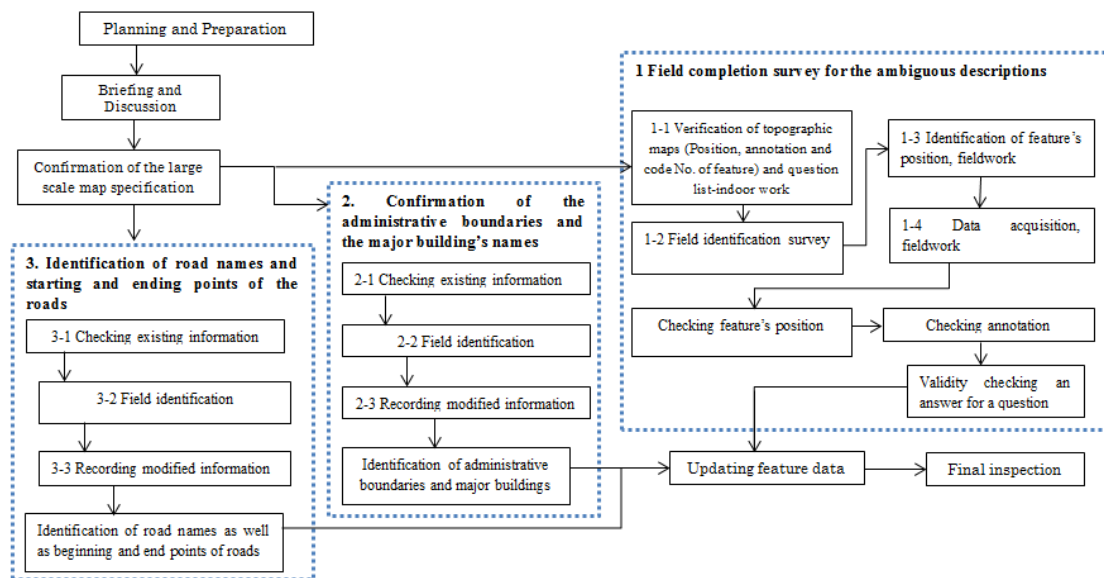 Planning and Preparation
Briefing and
Discussion
Confirmation of the large
scale map specification
1 Field completion survey for the ambiguous descriptions
1-1 Verification of topographic
maps (Position, annotation and
code No. of feature) and question
list-indoor work
1-2 Field identification survey
1-3 Identification of feature's
position, fieldwork
1-4 Data acquisition,
fieldwork
Checking feature's position
Checking annotation
Validity checking an
answer for a question
2. Confirmation of the
administrative boundaries and
the major building's names
2-1 Checking existing information
2-2 Field identification
2-3 Recording modified information
Identification of administrative
boundaries and major buildings
3. Identification of road names and
starting and ending points of the
roads
3-1 Checking existing information
3-2 Field identification
3-3 Recording modified information
Identification of road names as well
as beginning and end points of roads
Updating feature data
Final inspection